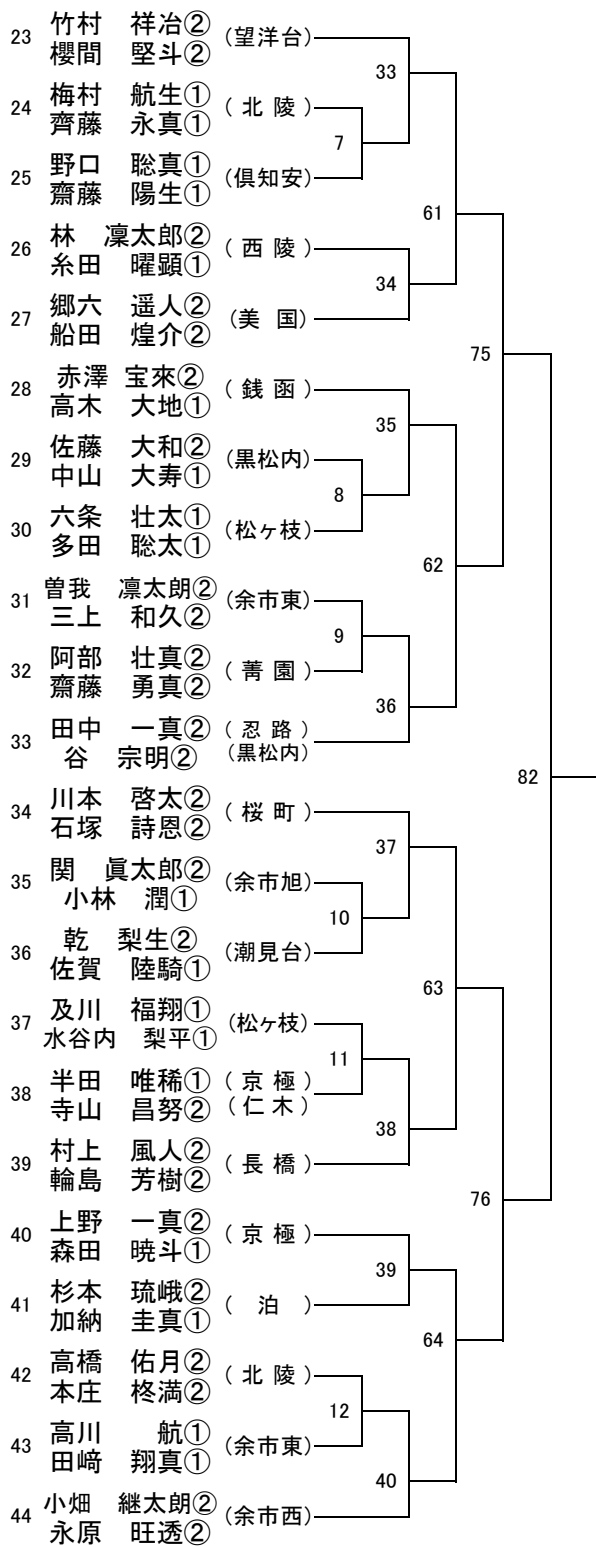 23 竹村 祥冶② (望洋台)
櫻間 堅斗②
33
24 梅村 航生① (北陵)
齊藤 永真①
7
25 野口 聡真① (倶知安)
齋藤 陽生①
61
26 林 凜太郎② (西陵)
糸田 曜顕①
34
27 郷六 遥人② (美国)
船田 煌介②
75
28 赤澤 宝來② (銭函)
高木 大地①
35
29 佐藤 大和② (黒松内)
中山 大寿①
8
30 六条 壮太① (松ヶ枝)
多田 聡太①
62
31 曽我 凛太朗② (余市東)
三上 和久②
9
32 阿部 壮真② (菁園)
齋藤 勇真②
36
33 田中 一真② (忍路)
谷 宗明② (黒松内)
82
34 川本 啓太② (桜町)
石塚 詩恩②
37
35 関 眞太郎② (余市旭)
小林 潤①
10
36 乾 梨生② (潮見台)
佐賀 陸騎①
63
37 及川 福翔① (松ヶ枝)
水谷内 梨平①
11
38 半田 唯稀① (京極)
寺山 昌努② (仁木)
38
39 村上 風人② (長橋)
輪島 芳樹②
76
40 上野 一真② (京極)
森田 暁斗①
39
41 杉本 琉峨② (泊)
加納 圭真①
64
42 高橋 佑月② (北陵)
本庄 柊満②
12
43 高川 航① (余市東)
田﨑 翔真①
40
44 小畑 継太朗② (余市西)
永原 旺透②